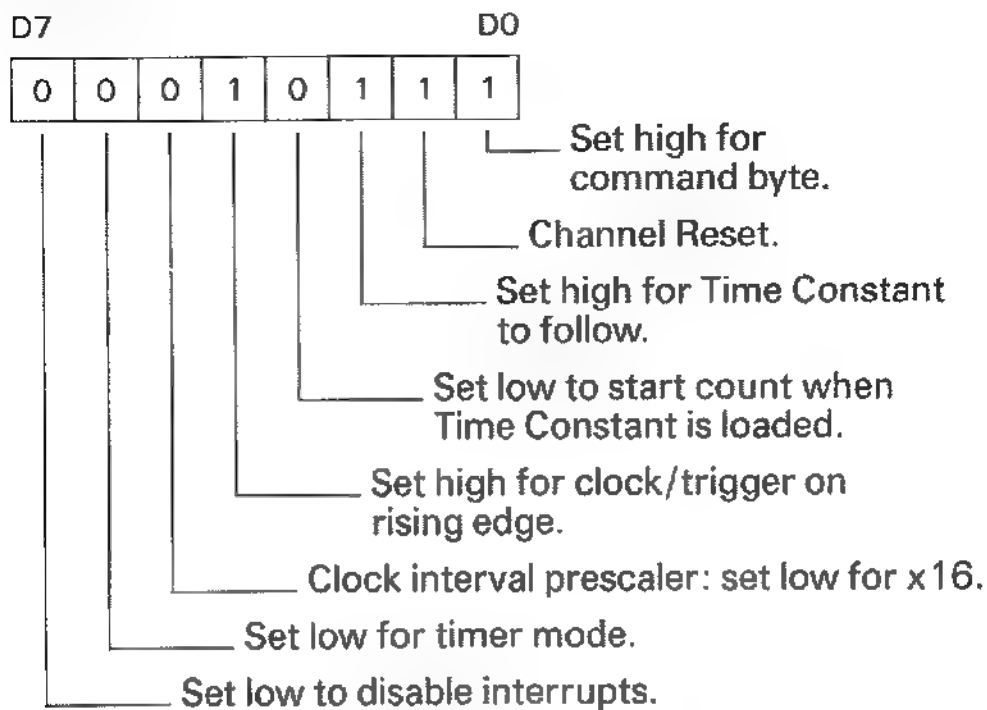 D7 D0
0 0 0 1 0 1 1 1
Set high for
command byte.
Channel Reset.
Set high for Time Constant
to follow.
Set low to start count when
Time Constant is loaded.
Set high for clock/trigger on
rising edge.
Clock interval prescaler: set low for x16.
Set low for timer mode.
Set low to disable interrupts.